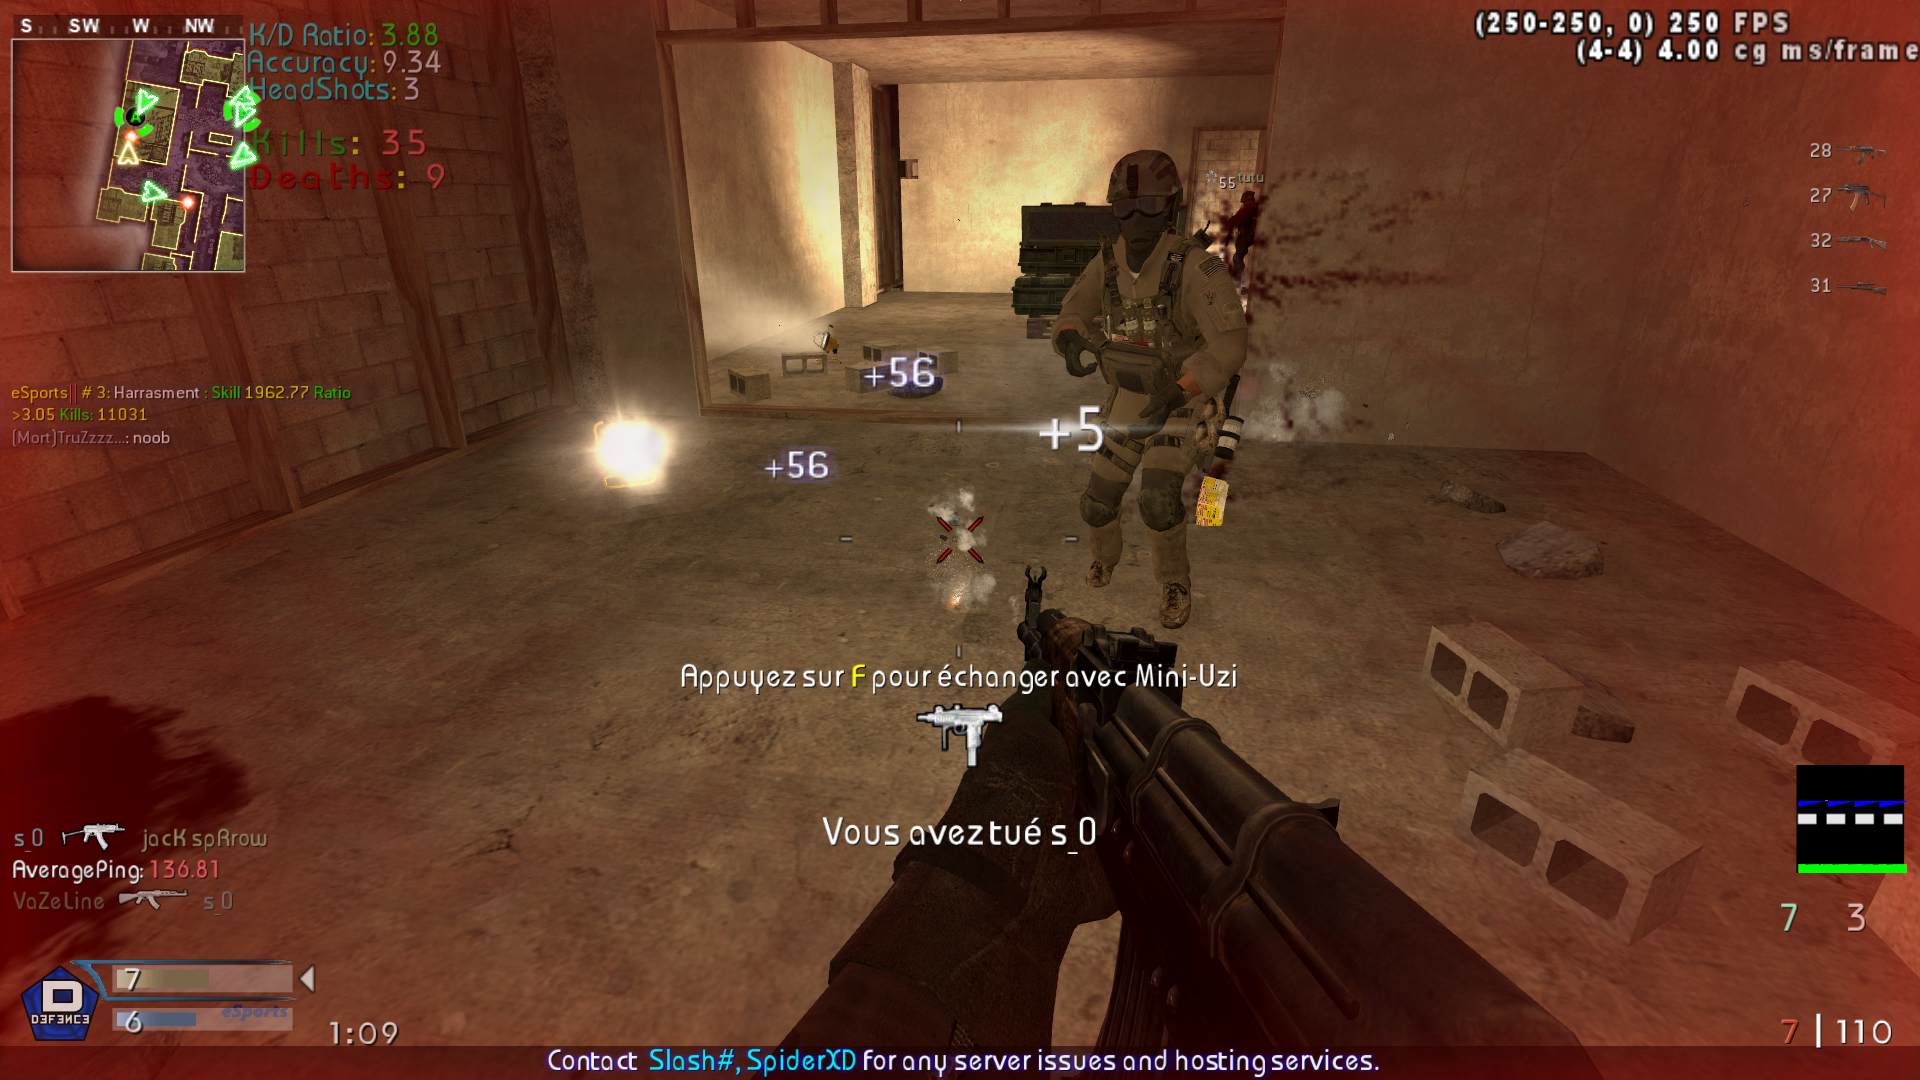 S SW W NW
K/D Ratio: 3.88
Accuracy: 9.34
HeadShots: 3
Kills: 35
Deaths: 9
(250-250, 0) 250 FPS
(4-4) 4.00 cg ms/frame
28
27
32
31
A
55 tutu
+56
+5
+56
eSports|| # 3: Harrasment : Skill 1962.77 Ratio
>3.05 Kills: 11031
(Mort)TruZzzz...: noob
Appuyez sur F pour échanger avec Mini-Uzi
Vous avez tué s_0
s_0 jacK spRrow
AveragePing: 136.81
VaZeLine s_0
D
D3F3NC3
7
6 eSports
1:09
7 3
7 | 110
Contact Slash#, SpiderXD for any server issues and hosting services.